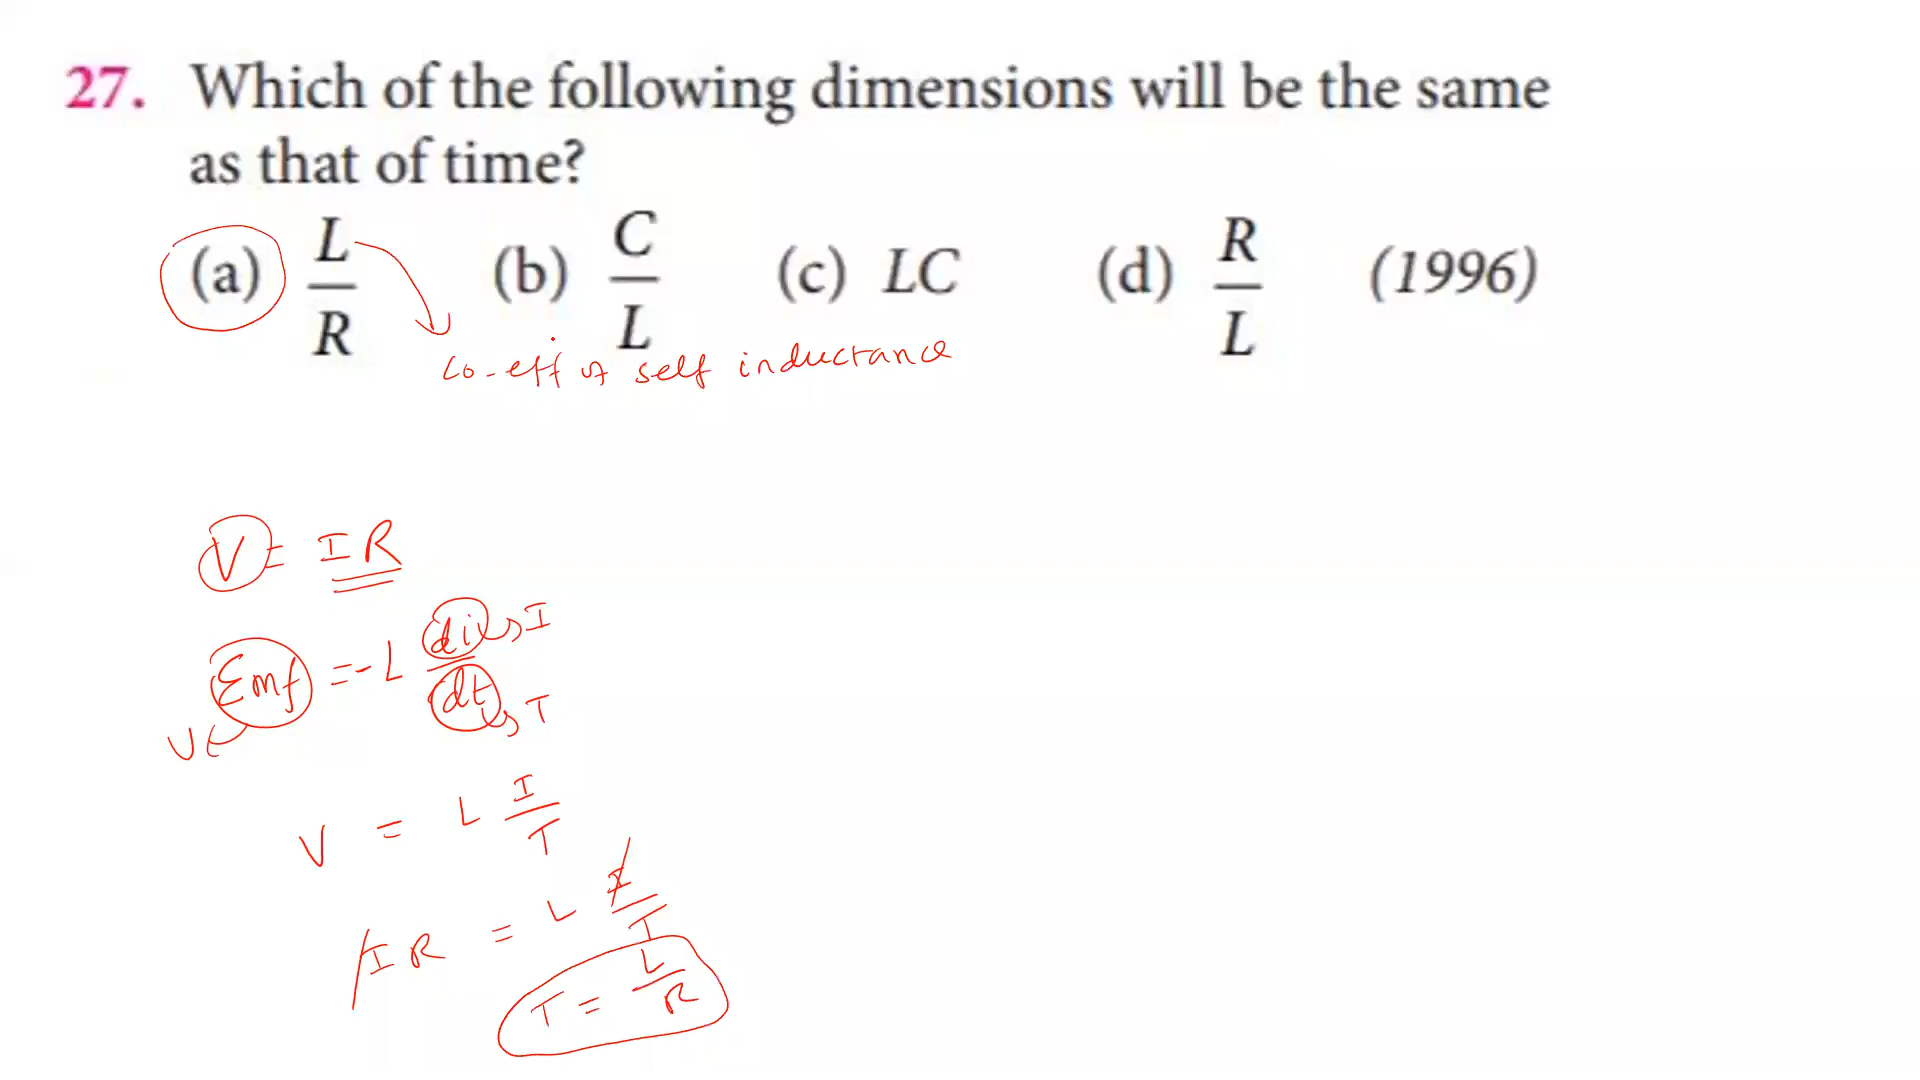 27. Which of the following dimensions will be the same
as that of time?
(a) L/R (b) C/L (c) LC (d) R/L (1996)
co-eff of self inductance
V = IR
Emf = -L di/dt
I
T
V
V = L I/T
IR = L I/T
T = L/R